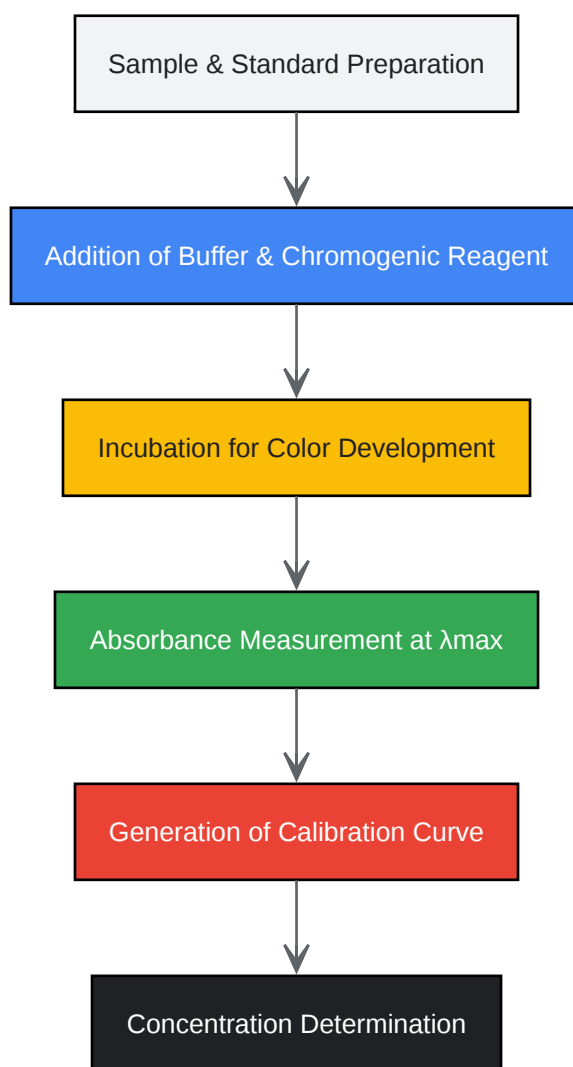 Sample & Standard Preparation
Addition of Buffer & Chromogenic Reagent
Incubation for Color Development
Absorbance Measurement at λmax
Generation of Calibration Curve
Concentration Determination